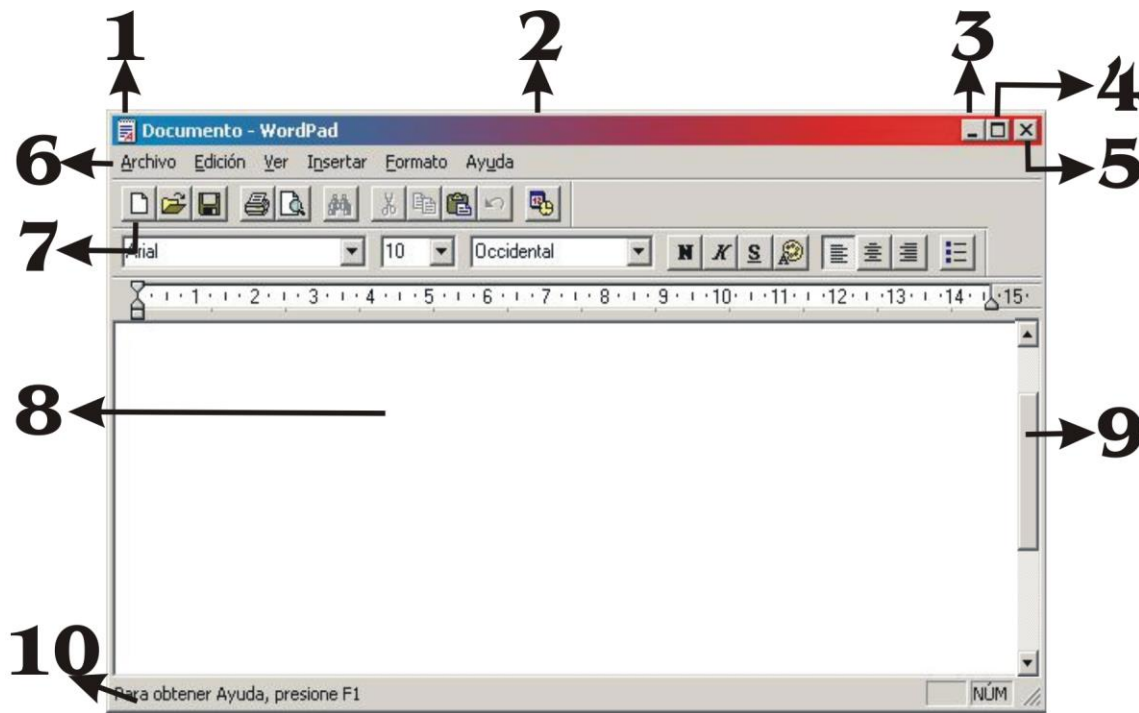 1 2 3 4
Documento - WordPad
5
6 Archivo Edición Ver Insertar Formato Ayuda
7
Arial 10 Occidental N K S
1 2 3 4 5 6 7 8 9 10 11 12 13 14 15
8
9
10
Para obtener Ayuda, presione F1 NÚM